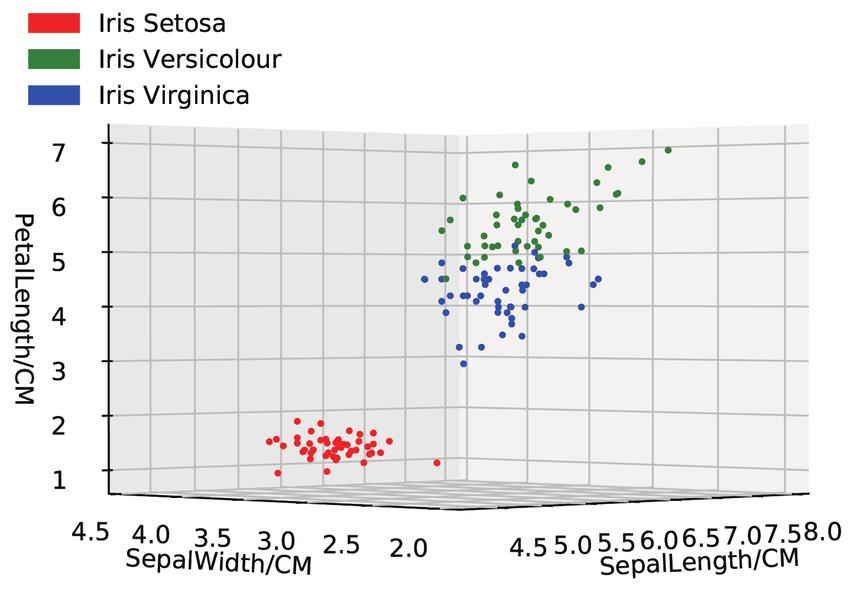 Iris Setosa
Iris Versicolour
Iris Virginica
7
6
5
4
3
2
1
PetalLength/CM
4.5 4.0 3.5 3.0 2.5 2.0
SepalWidth/CM
4.5 5.0 5.5 6.0 6.5 7.0 7.5 8.0
SepalLength/CM